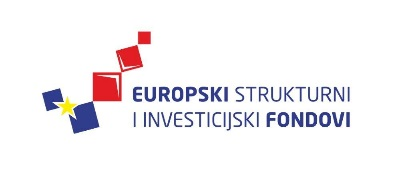 EUROPSKI STRUKTURNI
I INVESTICIJSKI FONDOVI